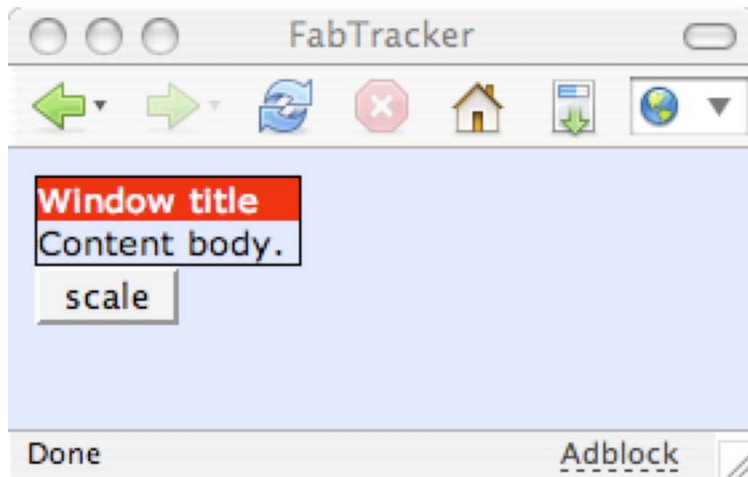 FabTracker
Window title
Content body.
scale
Done Adblock